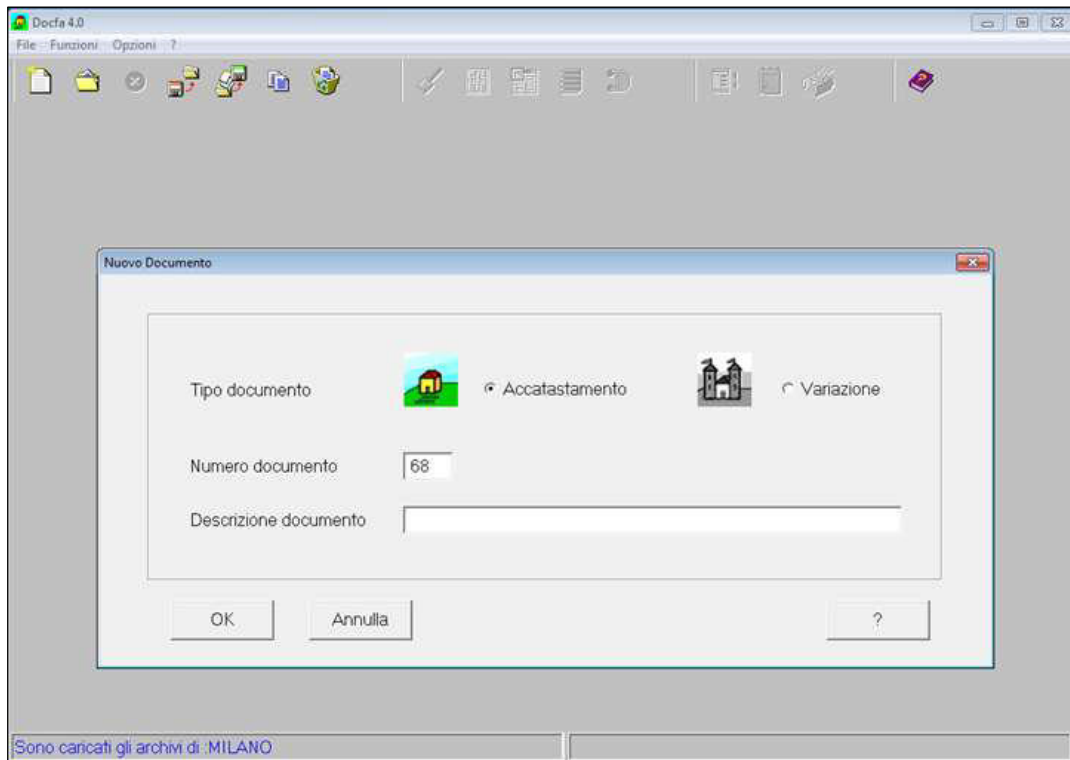 Docfa 4.0
File Funzioni Opzioni ?
Nuovo Documento
Tipo documento Accatastamento Variazione
Numero documento 68
Descrizione documento
OK Annulla ?
Sono caricati gli archivi di :MILANO